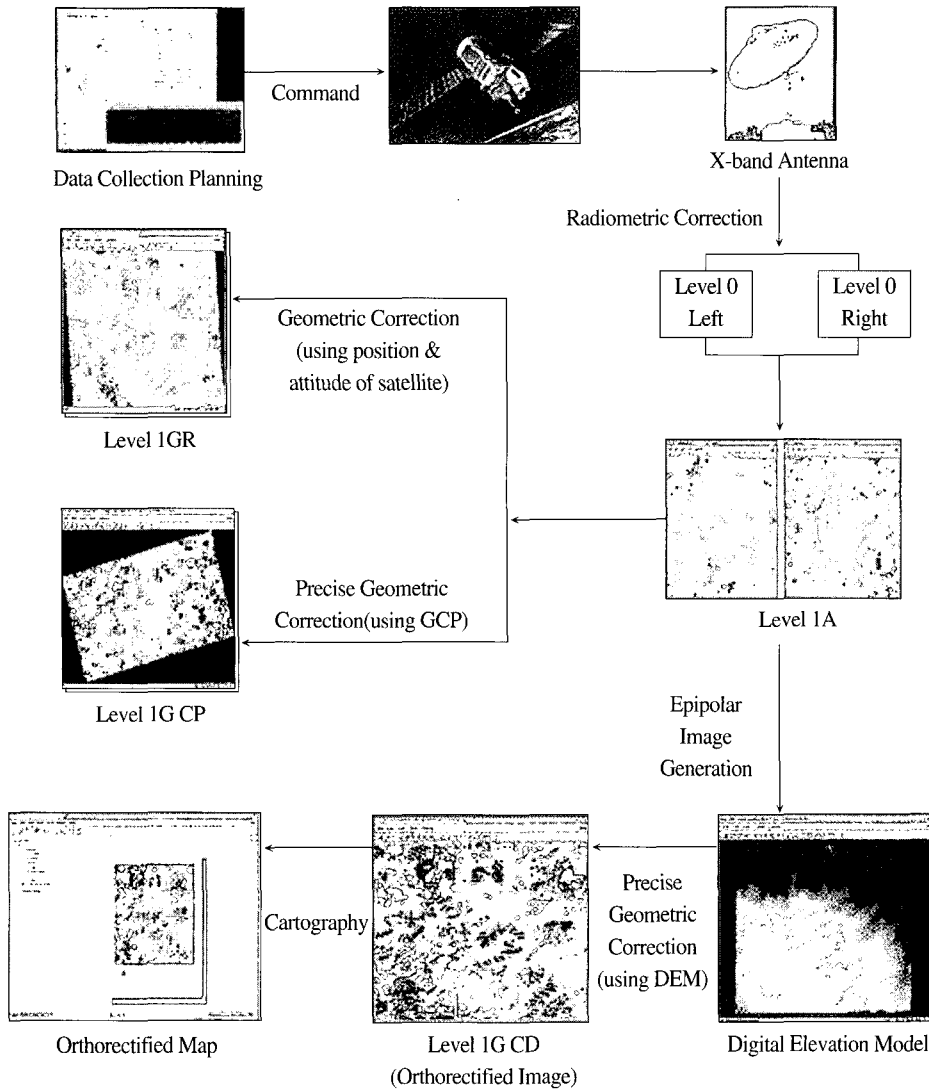 Command
Data Collection Planning
X-band Antenna
Radiometric Correction
Level 0
Left
Level 0
Right
Geometric Correction
(using position &
attitude of satellite)
Level 1GR
Level 1A
Precise Geometric
Correction(using GCP)
Level 1G CP
Epipolar
Image
Generation
Precise
Geometric
Correction
(using DEM)
Cartography
Orthorectified Map
Level 1G CD
(Orthorectified Image)
Digital Elevation Model